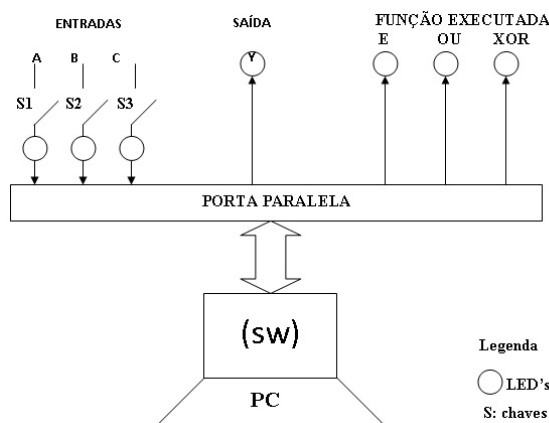 ENTRADAS
SAÍDA
FUNÇÃO EXECUTADA
E OU XOR
A B C
Y
S1 S2 S3
PORTA PARALELA
(sw)
PC
Legenda
LED's
S: chaves